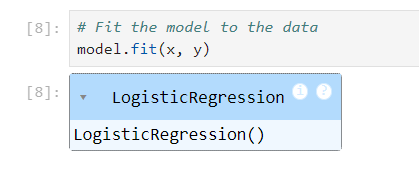 [8]: # Fit the model to the data
model.fit(x, y)
[8]: ▾ LogisticRegression i ?
LogisticRegression()